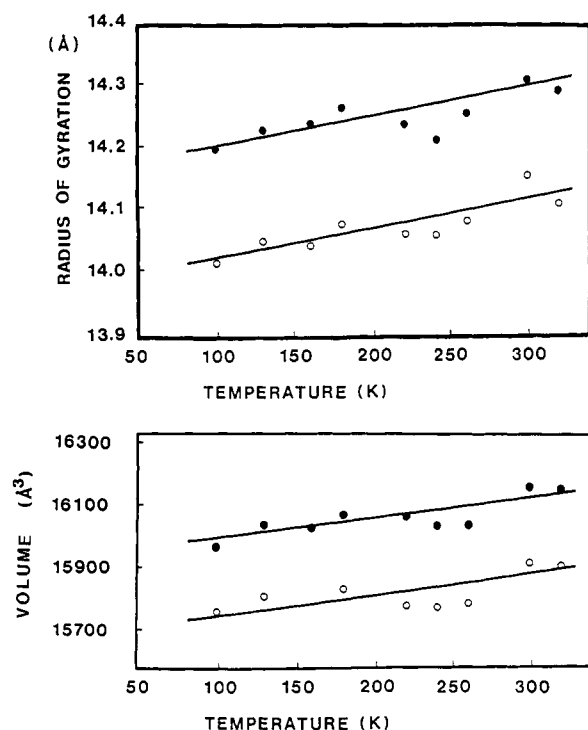 14.4
(Å)
14.3
14.2
14.1
14.0
13.9
RADIUS OF GYRATION
50 100 150 200 250 300
TEMPERATURE (K)
16300
16100
15900
15700
VOLUME (Å³)
50 100 150 200 250 300
TEMPERATURE (K)